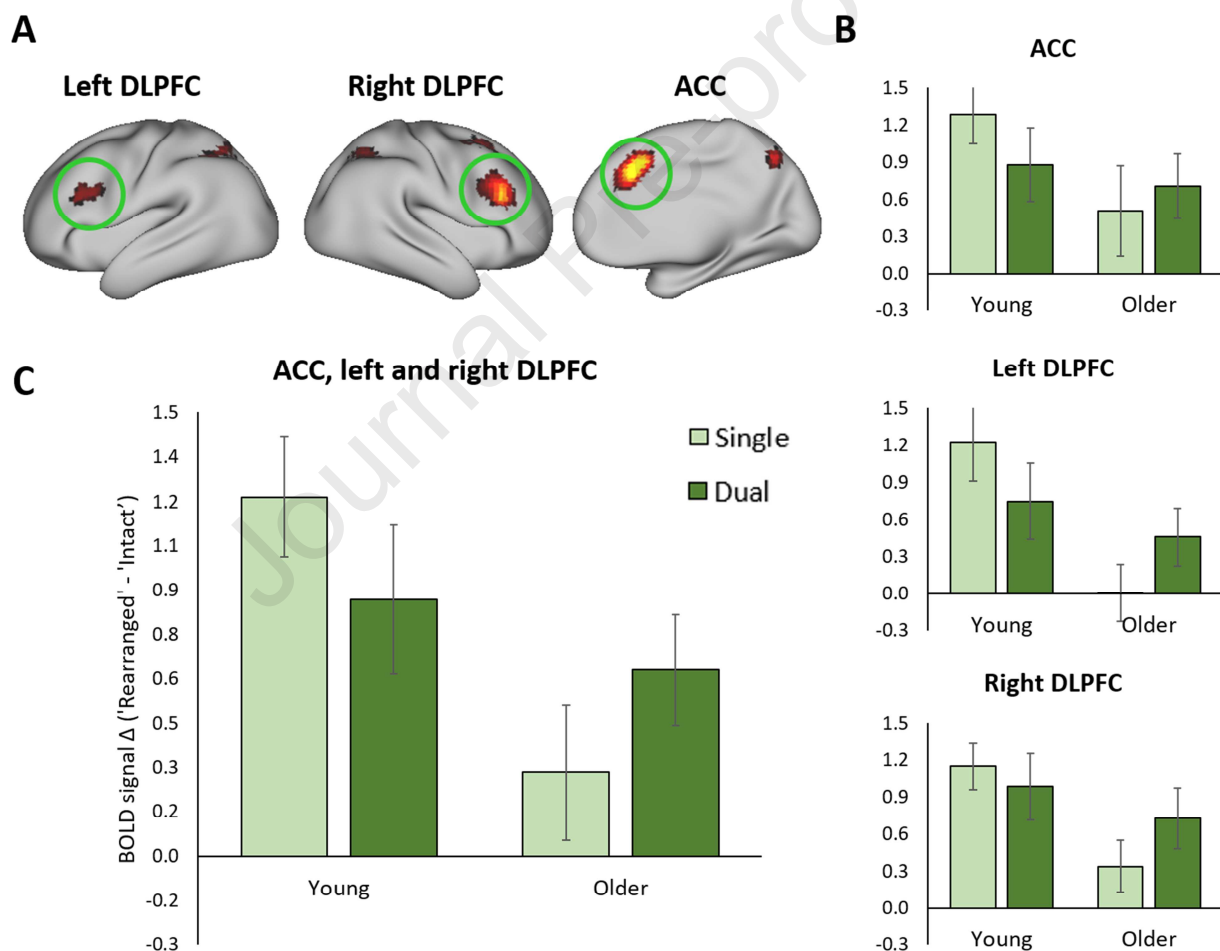 A
Left DLPFC
Right DLPFC
ACC
B
ACC
1.5
1.2
0.9
0.6
0.3
0.0
-0.3
Young
Older
Left DLPFC
1.5
1.2
0.9
0.6
0.3
0.0
-0.3
Young
Older
Right DLPFC
1.5
1.2
0.9
0.6
0.3
0.0
-0.3
Young
Older
C
ACC, left and right DLPFC
BOLD signal Δ ('Rearranged' - 'Intact')
1.5
1.4
1.2
1.1
0.9
0.8
0.6
0.5
0.3
0.2
0.0
-0.2
-0.3
Single
Dual
Young
Older
Journal Pre-pro